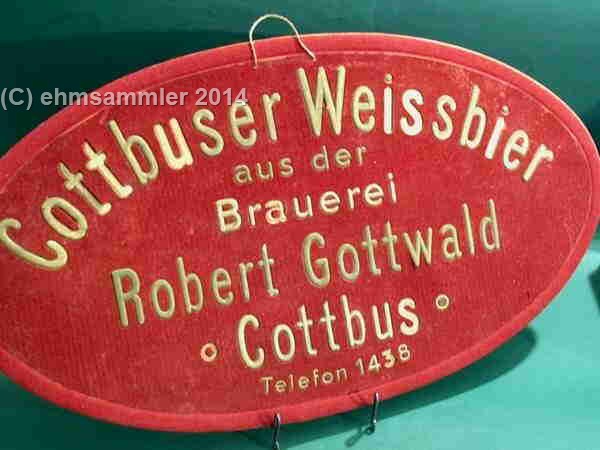 (C) ehmsammler 2014
Cottbuser Weissbier
aus der
Brauerei
Robert Gottwald
• Cottbus •
Telefon 1438